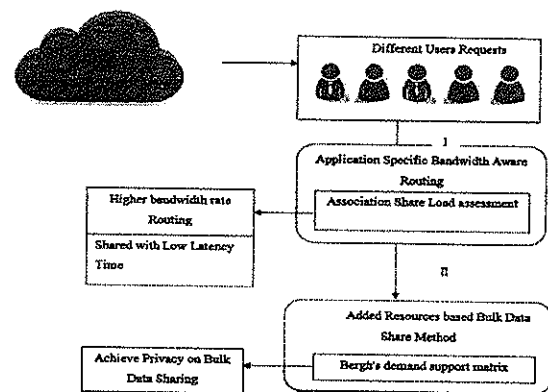 Different Users Requests
I
Application Specific Bandwidth Aware
Routing
Association Share Load assessment
Higher bandwidth rate
Routing
Shared with Low Latency
Time
II
Added Resources based Bulk Data
Share Method
Bergh's demand support matrix
Achieve Privacy on Bulk
Data Sharing